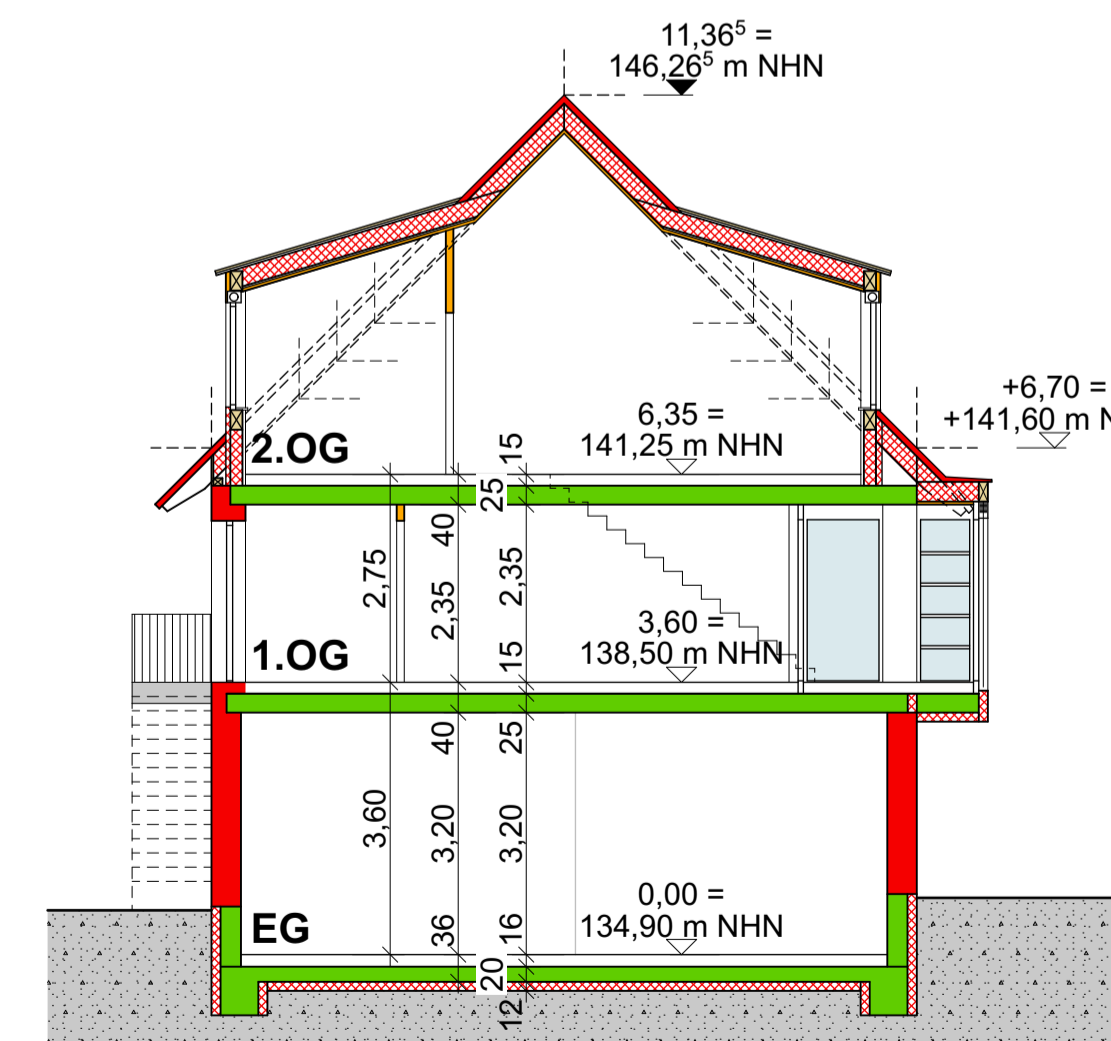 11,36⁵ =
146,26⁵ m NHN
+6,70 =
+141,60 m N
2.OG
6,35 =
141,25 m NHN
15
25
40
2,75
2,35
2,35
1.OG
3,60 =
138,50 m NHN
15
40
25
3,60
3,20
3,20
EG
0,00 =
134,90 m NHN
36
16
20
12